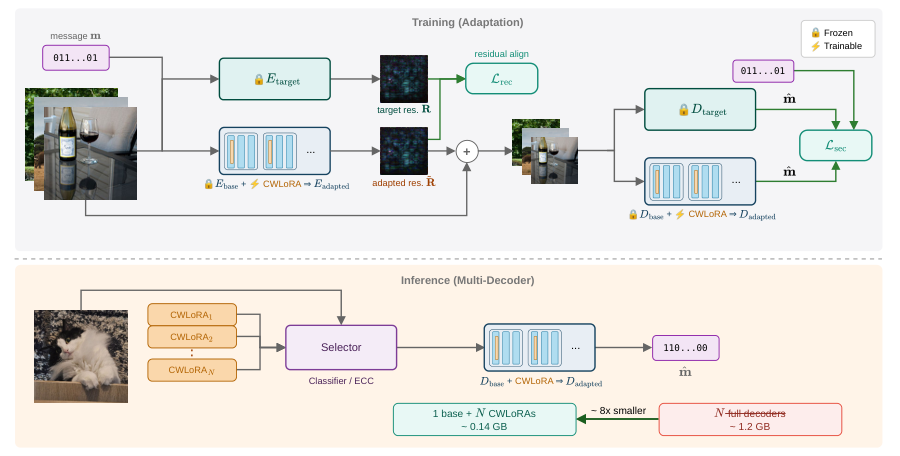 Training (Adaptation)
🔒 Frozen
⚡ Trainable
message m
011...01
🔒E_target
target res. R
residual align
ℒ_rec
...
adapted res. R̂
🔒E_base + ⚡ CWLoRA ⇒ E_adapted
+
011...01
🔒D_target
m̂
ℒ_sec
...
m̂
🔒D_base + ⚡ CWLoRA ⇒ D_adapted
Inference (Multi-Decoder)
CWLoRA_1
CWLoRA_2
⋮
CWLoRA_N
Selector
Classifier / ECC
...
D_base + CWLoRA ⇒ D_adapted
110...00
m̂
1 base + N CWLoRAs
~ 0.14 GB
~ 8x smaller
N full decoders
~ 1.2 GB